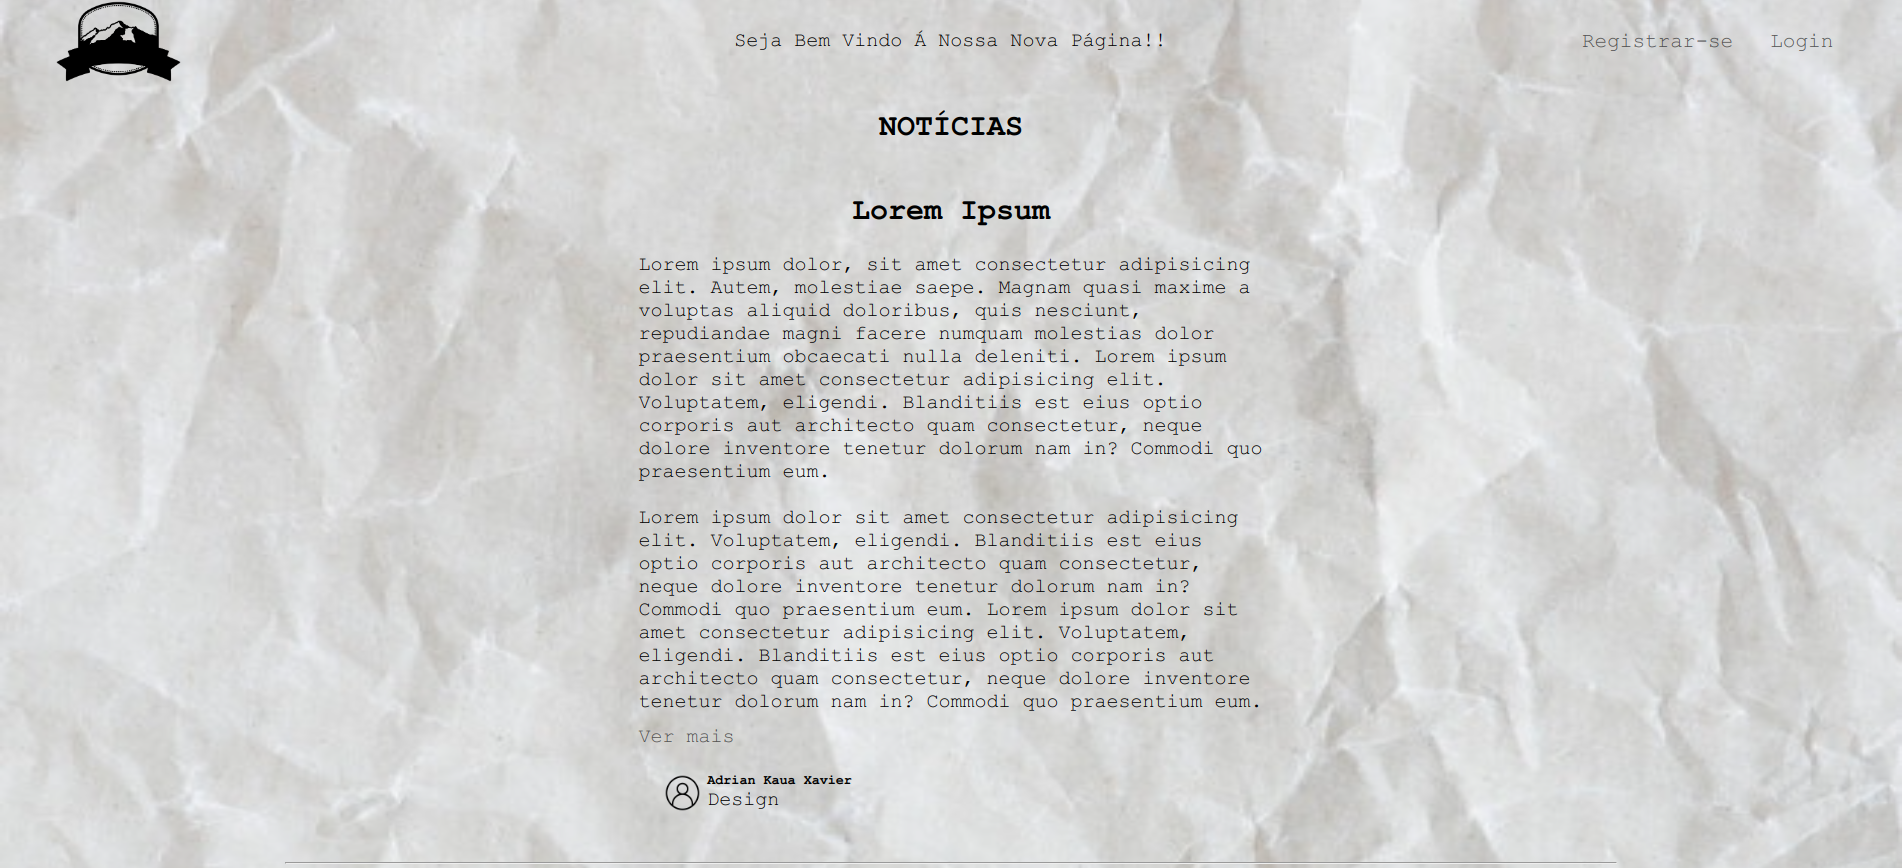 Seja Bem Vindo Á Nossa Nova Página!!
Registrar-se
Login
NOTÍCIAS
Lorem Ipsum
Lorem ipsum dolor, sit amet consectetur adipisicing
elit. Autem, molestiae saepe. Magnam quasi maxime a
voluptas aliquid doloribus, quis nesciunt,
repudiandae magni facere numquam molestias dolor
praesentium obcaecati nulla deleniti. Lorem ipsum
dolor sit amet consectetur adipisicing elit.
Voluptatem, eligendi. Blanditiis est eius optio
corporis aut architecto quam consectetur, neque
dolore inventore tenetur dolorum nam in? Commodi quo
praesentium eum.
Lorem ipsum dolor sit amet consectetur adipisicing
elit. Voluptatem, eligendi. Blanditiis est eius
optio corporis aut architecto quam consectetur,
neque dolore inventore tenetur dolorum nam in?
Commodi quo praesentium eum. Lorem ipsum dolor sit
amet consectetur adipisicing elit. Voluptatem,
eligendi. Blanditiis est eius optio corporis aut
architecto quam consectetur, neque dolore inventore
tenetur dolorum nam in? Commodi quo praesentium eum.
Ver mais
Adrian Kaua Xavier
Design